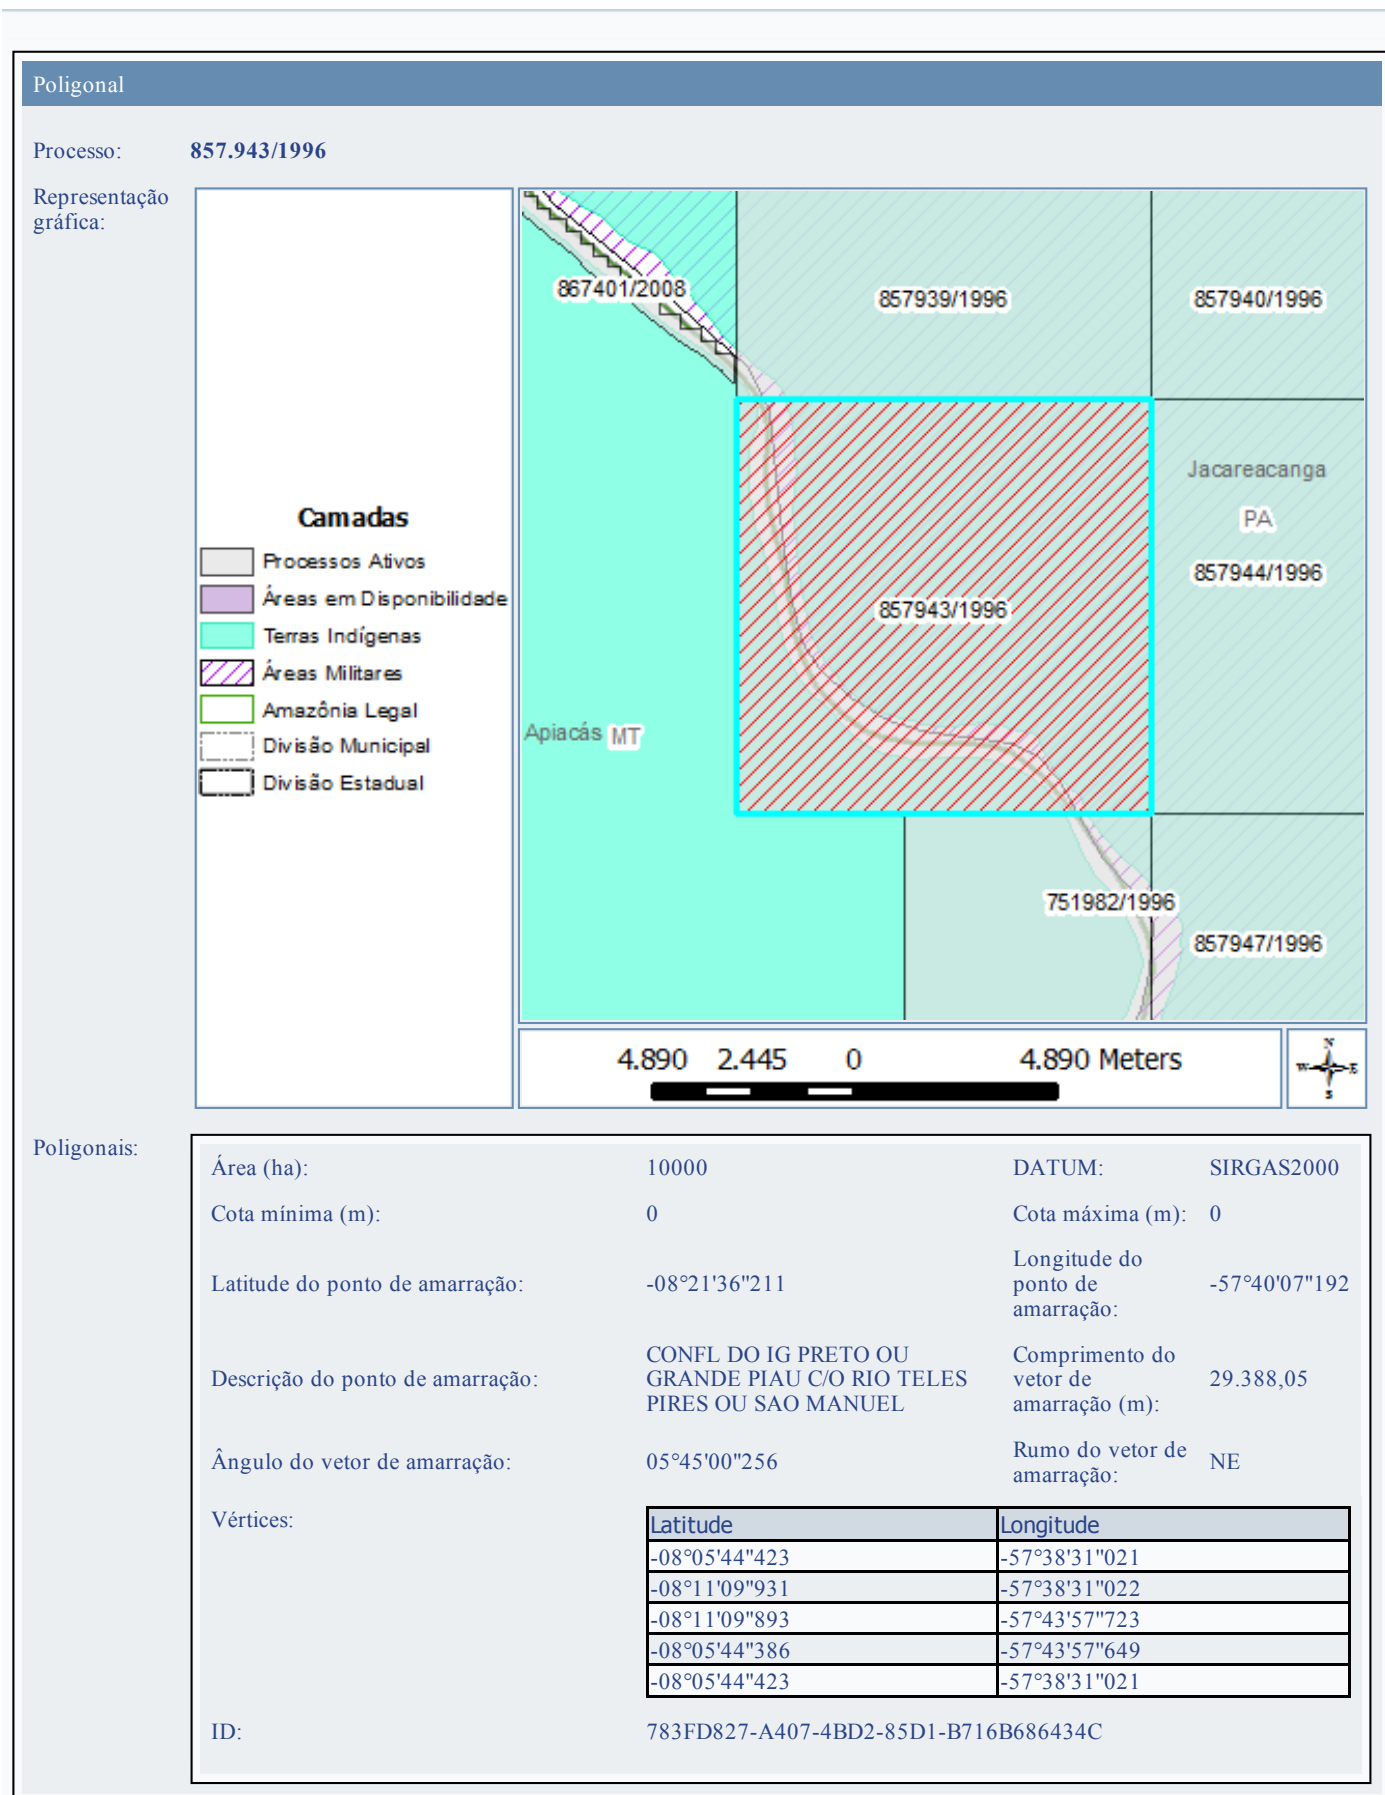 Poligonal
Processo: 857.943/1996
Representação
gráfica:
Camadas
Processos Ativos
Áreas em Disponibilidade
Terras Indígenas
Áreas Militares
Amazônia Legal
Divisão Municipal
Divisão Estadual
867401/2008
857939/1996
857940/1996
Jacareacanga
PA
857944/1996
857943/1996
Apiacás MT
751982/1996
857947/1996
4.890 2.445 0 4.890 Meters
N
W E
S
Poligonais:
Área (ha): 10000 DATUM: SIRGAS2000
Cota mínima (m): 0 Cota máxima (m): 0
Latitude do ponto de amarração: -08°21'36"211
Longitude do
ponto de
amarração:
-57°40'07"192
Descrição do ponto de amarração:
CONFL DO IG PRETO OU
GRANDE PIAU C/O RIO TELES
PIRES OU SAO MANUEL
Comprimento do
vetor de
amarração (m):
29.388,05
Ângulo do vetor de amarração: 05°45'00"256
Rumo do vetor de
amarração:
NE
Vértices:
Latitude Longitude
-08°05'44"423 -57°38'31"021
-08°11'09"931 -57°38'31"022
-08°11'09"893 -57°43'57"723
-08°05'44"386 -57°43'57"649
-08°05'44"423 -57°38'31"021
ID: 783FD827-A407-4BD2-85D1-B716B686434C